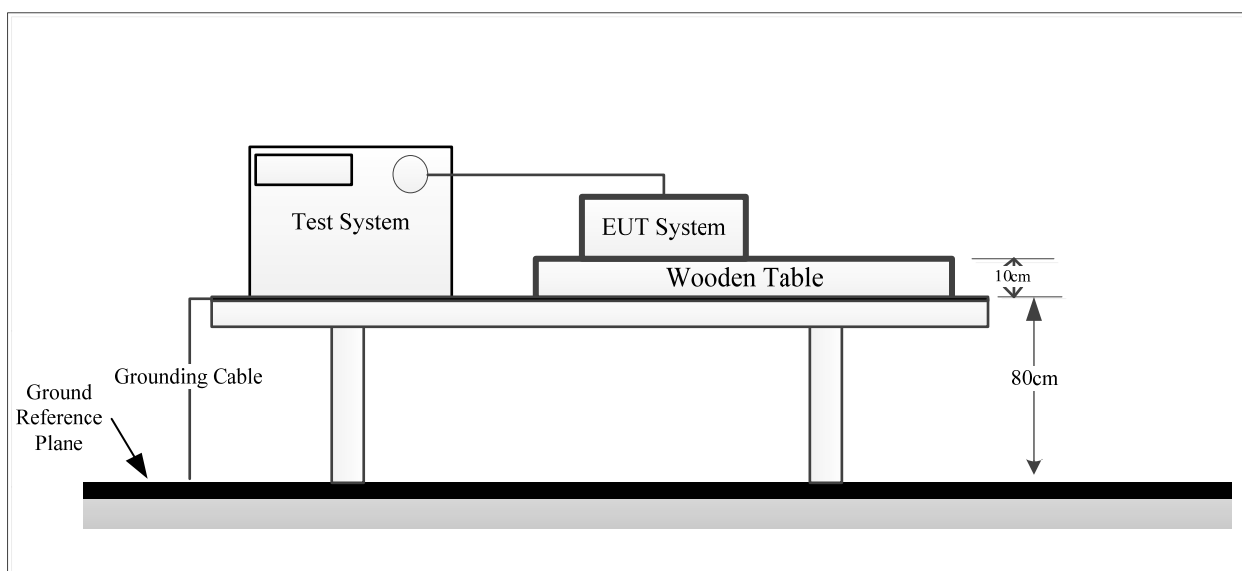 Test System
EUT System
Wooden Table
10cm
Grounding Cable
80cm
Ground
Reference
Plane